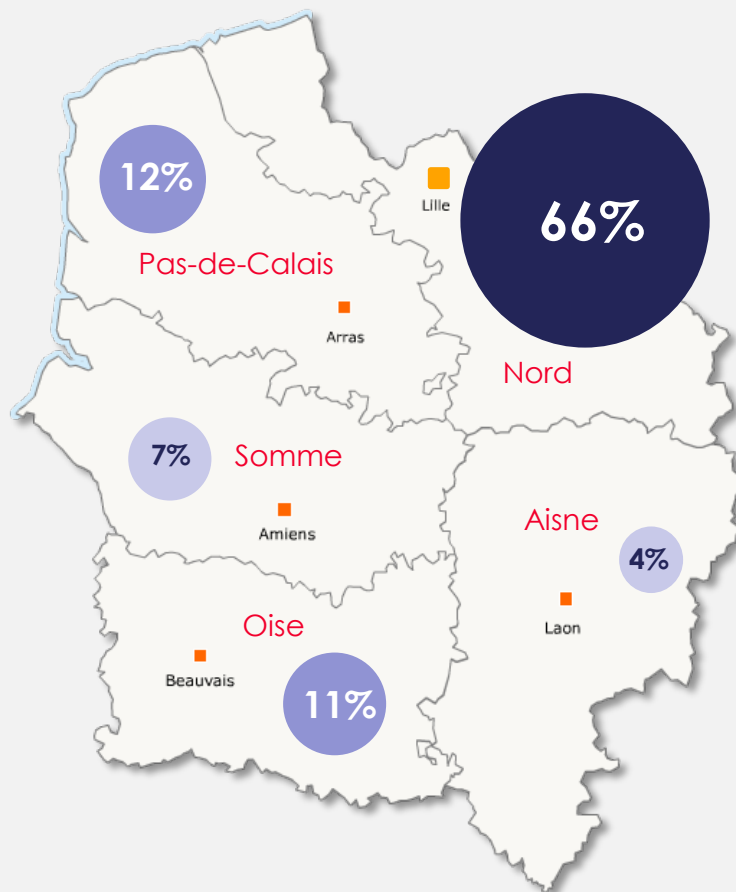 12%
Lille
66%
Pas-de-Calais
Arras
Nord
7%
Somme
Amiens
Aisne
4%
Oise
Laon
Beauvais
11%